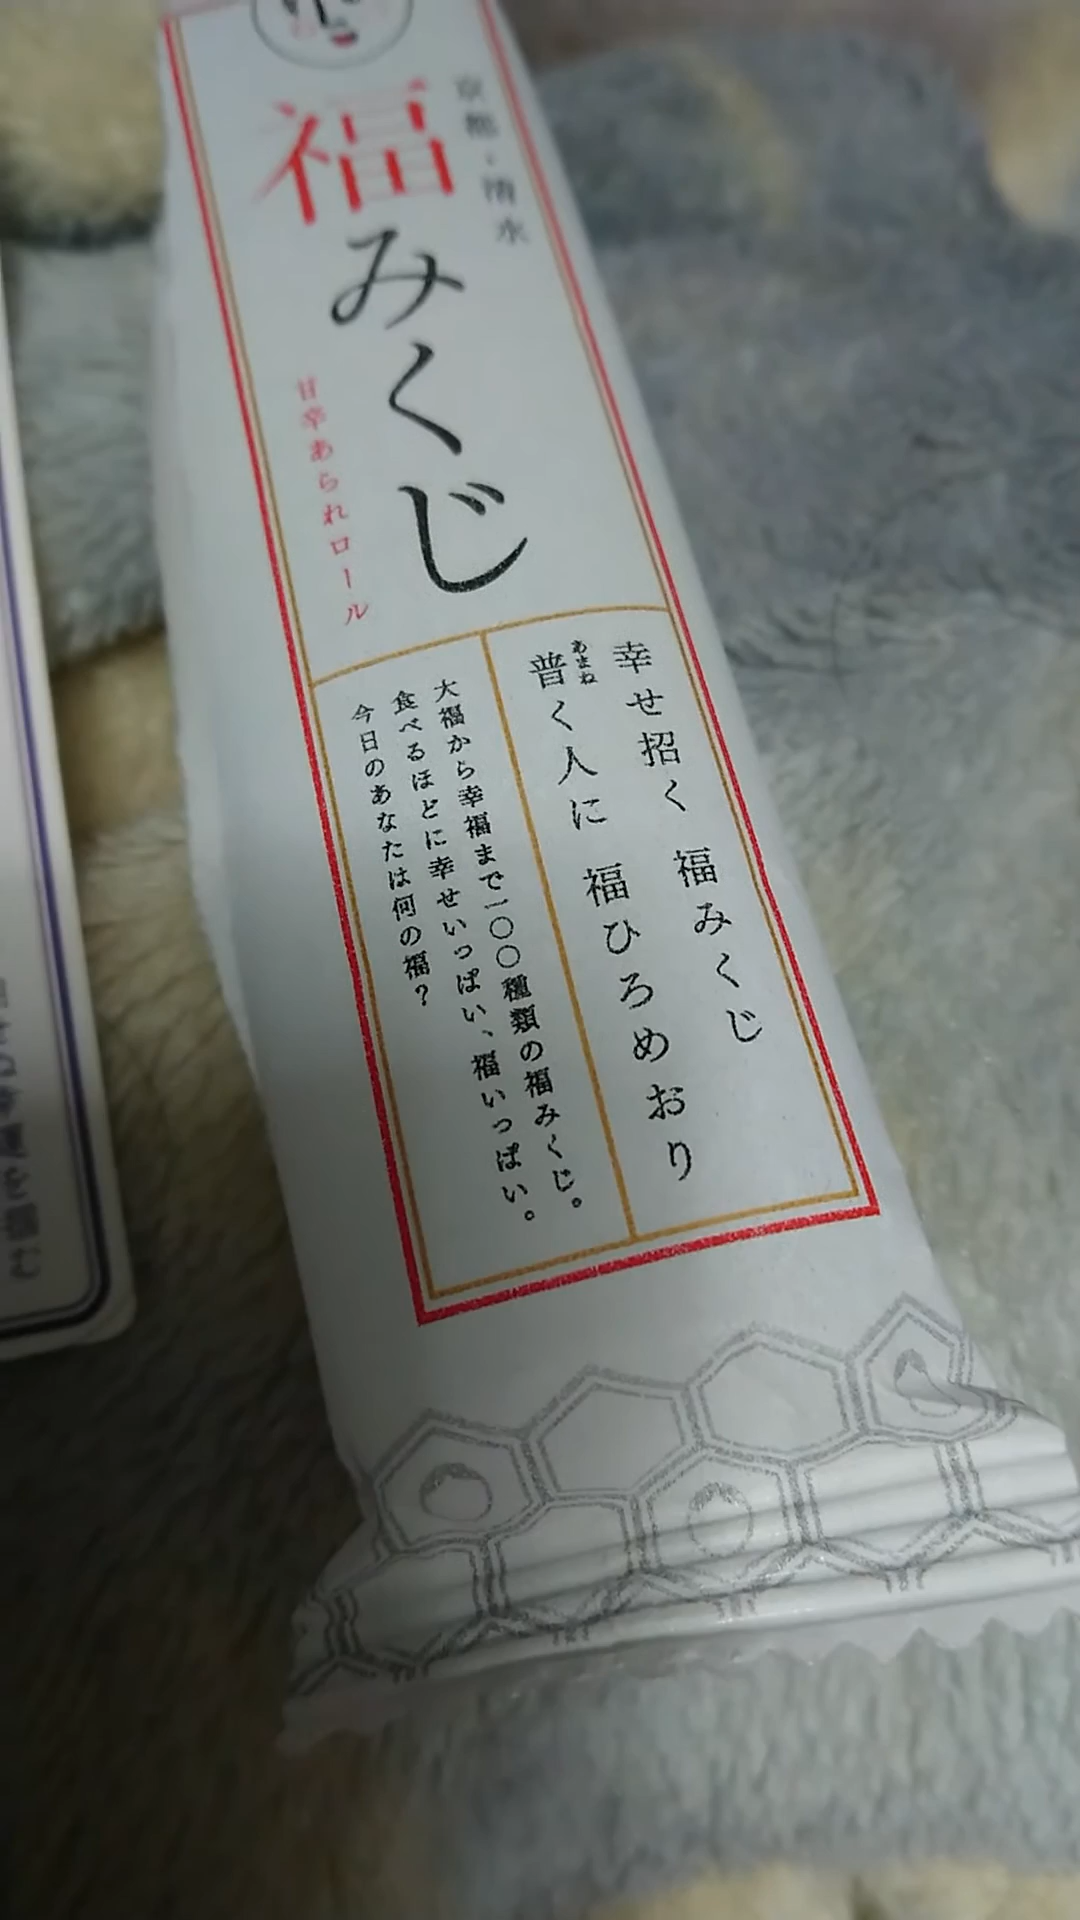 京都・清水
福みくじ
甘辛あられロール
幸せ招く 福みくじ
普く人に 福ひろめおり
あまね
大福から幸福まで一〇〇種類の福みくじ。
食べるほどに幸せいっぱい、福いっぱい。
今日のあなたは何の福?